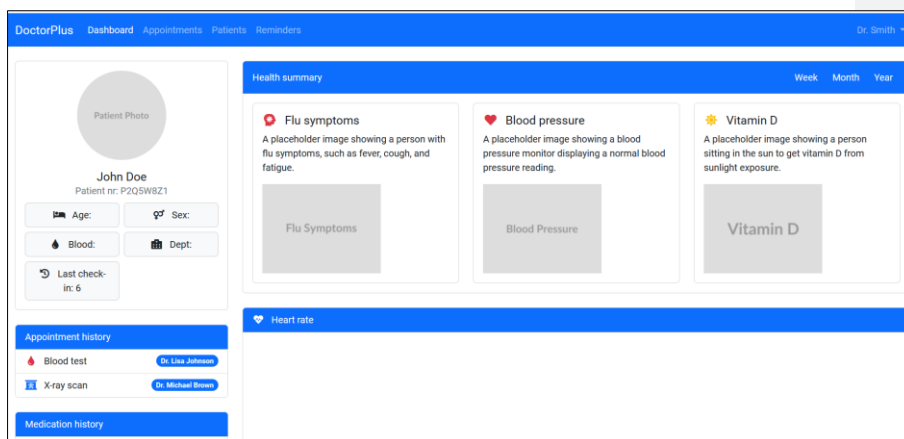 DoctorPlus Dashboard Appointments Patients Reminders Dr. Smith
Patient Photo
John Doe
Patient nr: P2Q5W8Z1
Age: Sex:
Blood: Dept:
Last check-
in: 6
Appointment history
Blood test Dr. Lisa Johnson
X-ray scan Dr. Michael Brown
Medication history
Health summary Week Month Year
Flu symptoms
A placeholder image showing a person with
flu symptoms, such as fever, cough, and
fatigue.
Flu Symptoms
Blood pressure
A placeholder image showing a blood
pressure monitor displaying a normal blood
pressure reading.
Blood Pressure
Vitamin D
A placeholder image showing a person
sitting in the sun to get vitamin D from
sunlight exposure.
Vitamin D
Heart rate